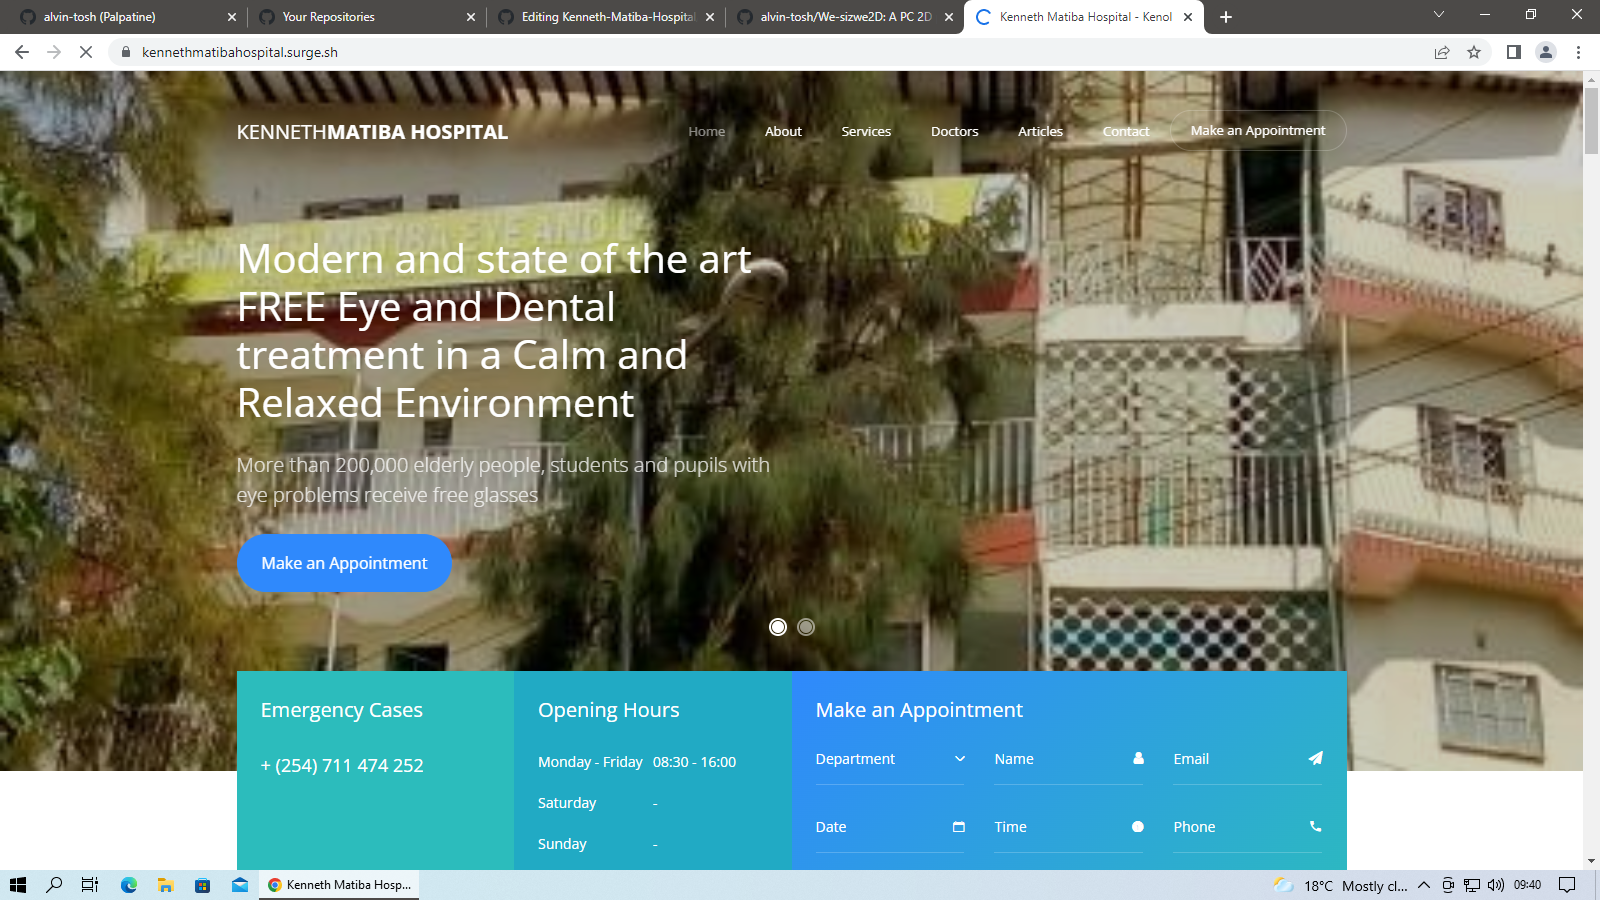 alvin-tosh (Palpatine)
Your Repositories
Editing Kenneth-Matiba-Hospital
alvin-tosh/We-sizwe2D: A PC 2D
Kenneth Matiba Hospital - Kenol
kennethmatibahospital.surge.sh
KENNETHMATIBA HOSPITAL
Home
About
Services
Doctors
Articles
Contact
Make an Appointment
Modern and state of the art
FREE Eye and Dental
treatment in a Calm and
Relaxed Environment
More than 200,000 elderly people, students and pupils with
eye problems receive free glasses
Make an Appointment
Emergency Cases
+ (254) 711 474 252
Opening Hours
Monday - Friday 08:30 - 16:00
Saturday -
Sunday -
Make an Appointment
Department
Name
Email
Date
Time
Phone
Kenneth Matiba Hosp...
18°C Mostly cl...
09:40